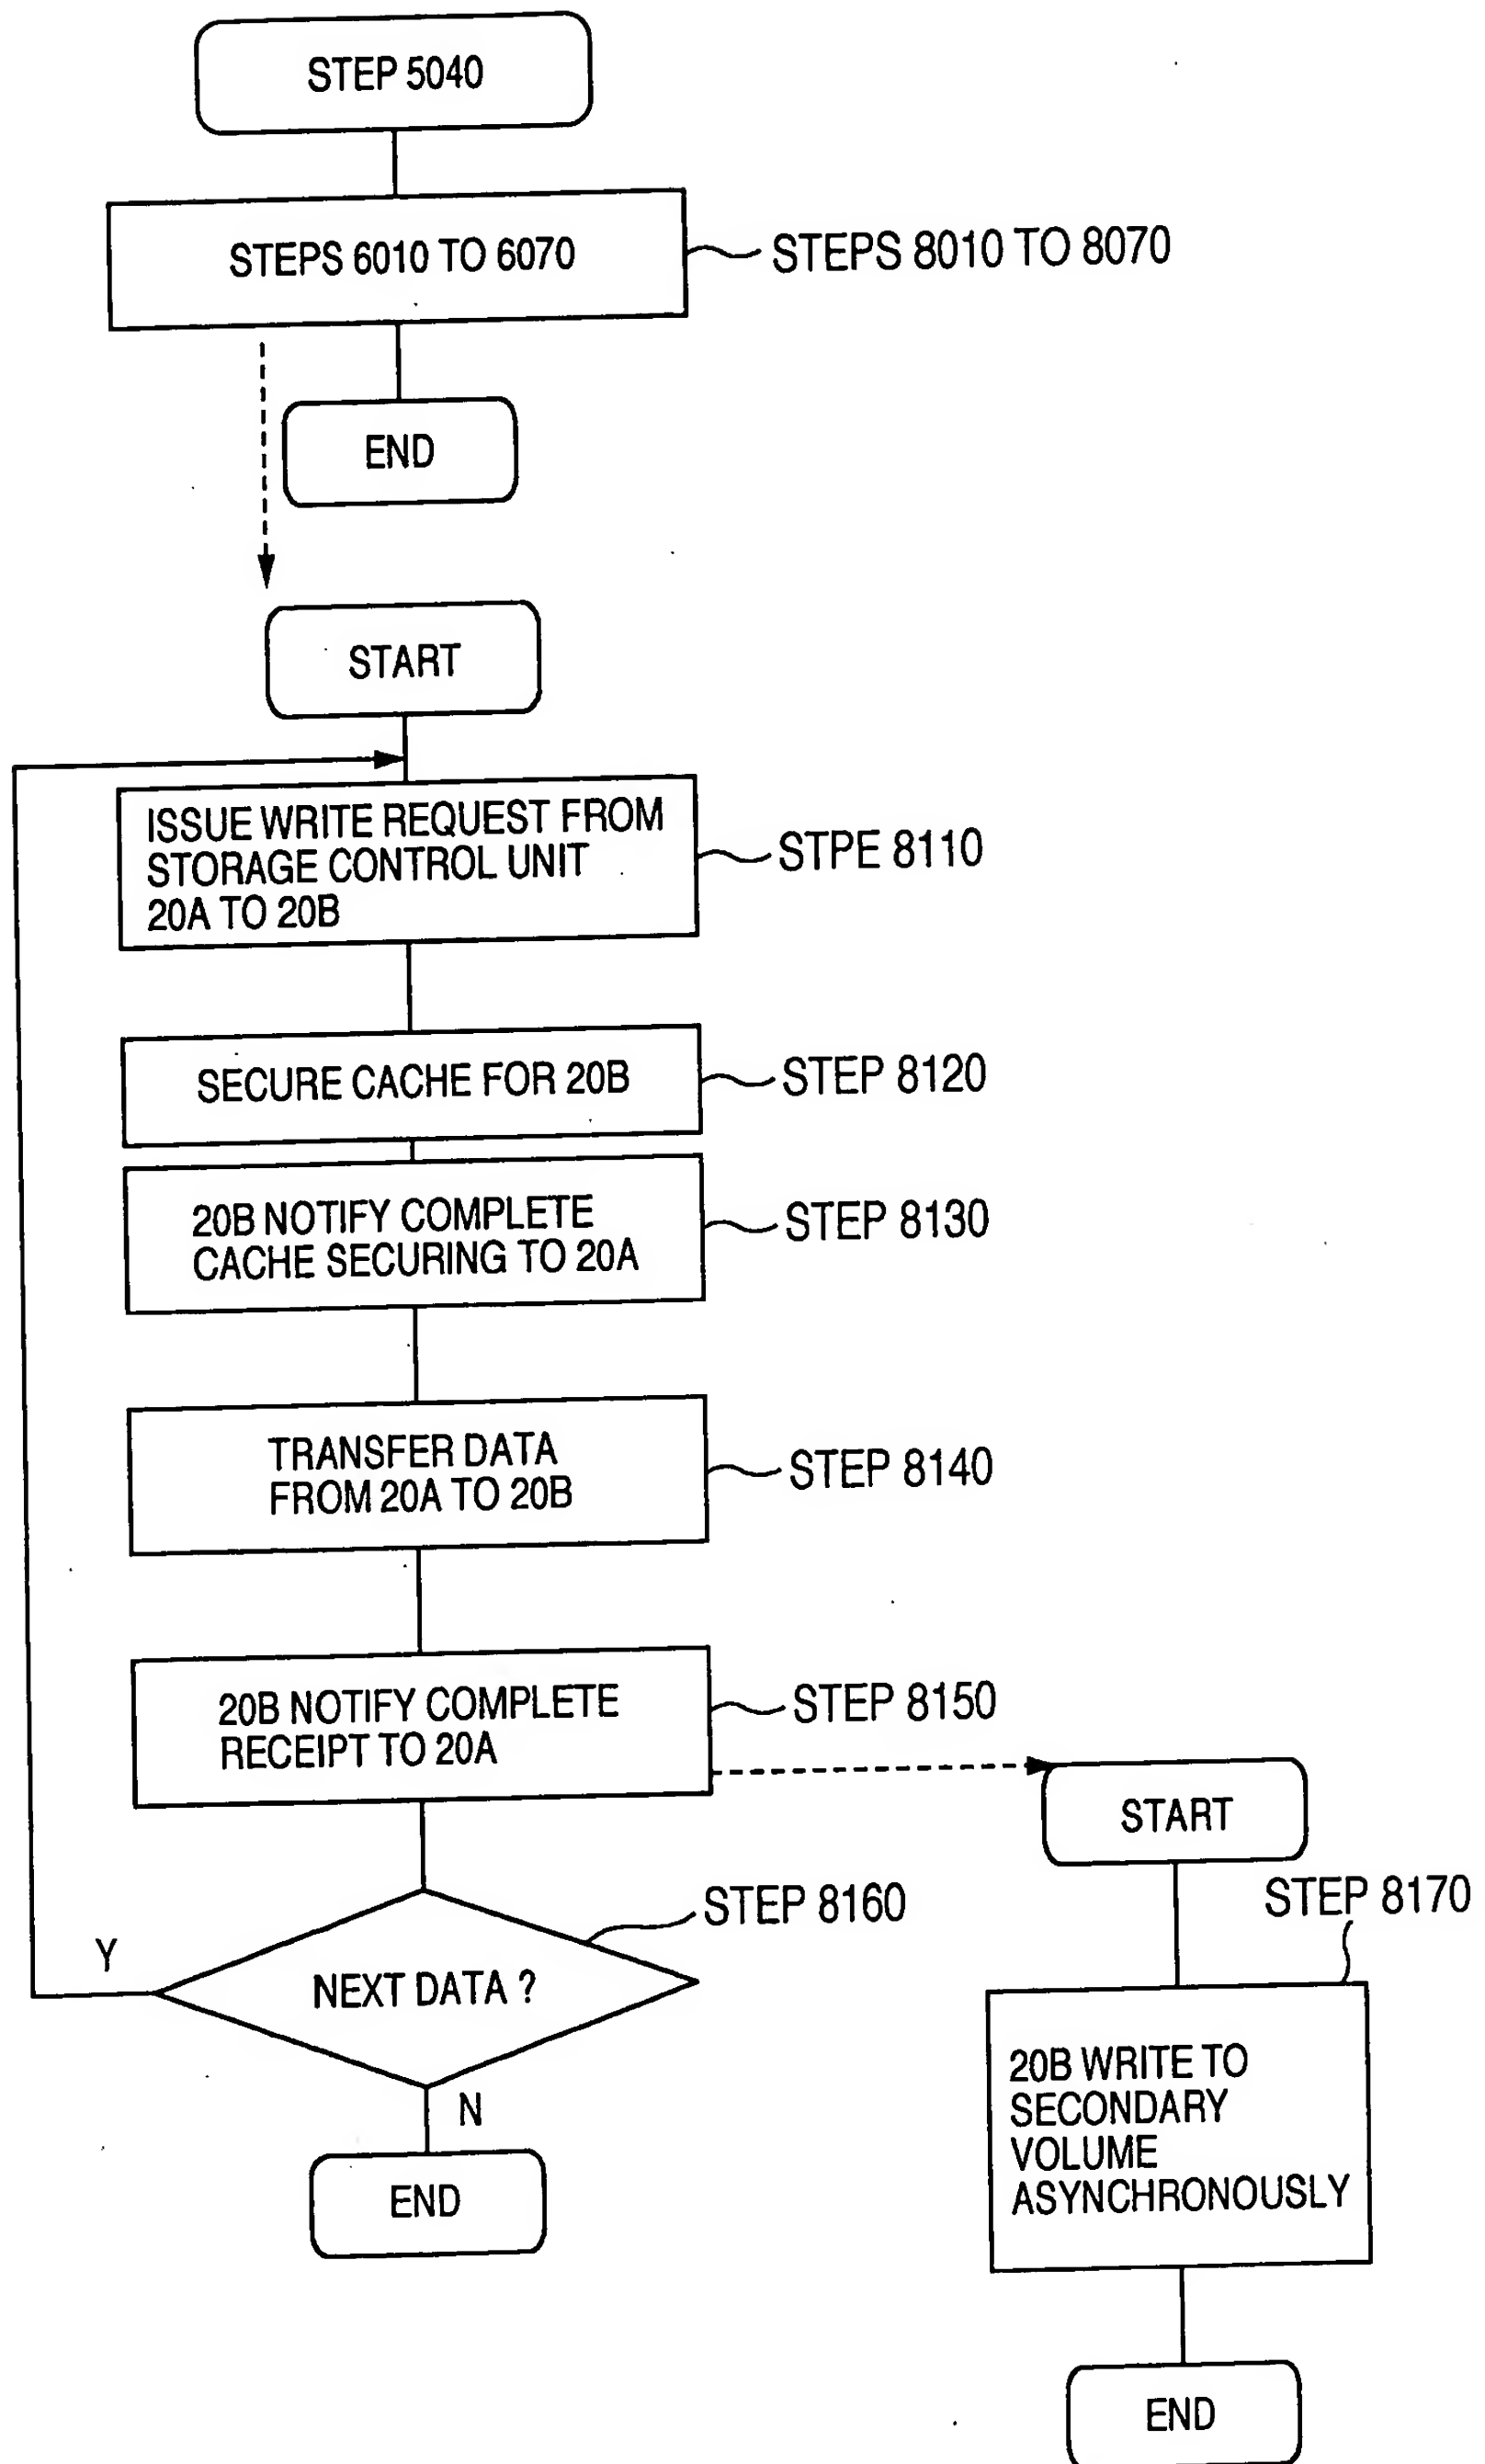 STEP 5040
STEPS 6010 TO 6070
STEPS 8010 TO 8070
END
START
ISSUE WRITE REQUEST FROM
STORAGE CONTROL UNIT
20A TO 20B
STPE 8110
SECURE CACHE FOR 20B
STEP 8120
20B NOTIFY COMPLETE
CACHE SECURING TO 20A
STEP 8130
TRANSFER DATA
FROM 20A TO 20B
STEP 8140
20B NOTIFY COMPLETE
RECEIPT TO 20A
STEP 8150
START
STEP 8160
STEP 8170
Y
NEXT DATA ?
N
20B WRITE TO
SECONDARY
VOLUME
ASYNCHRONOUSLY
END
END